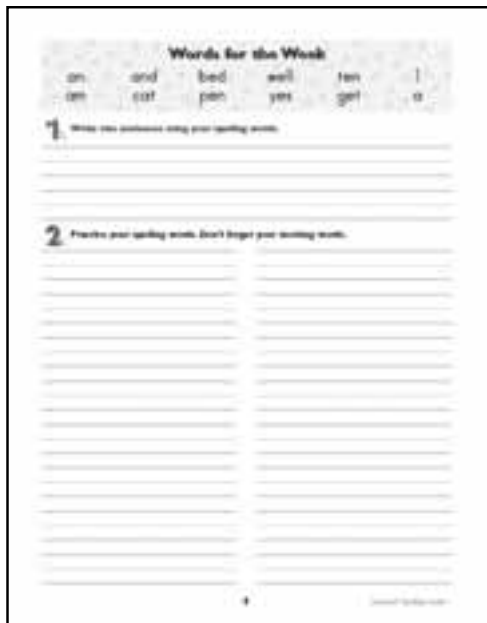 Words for the Week
an and bed well ten I
am cat pen yes get a
1. Write two sentences using your spelling words.
2 Practice your spelling words. Don't forget your working words.